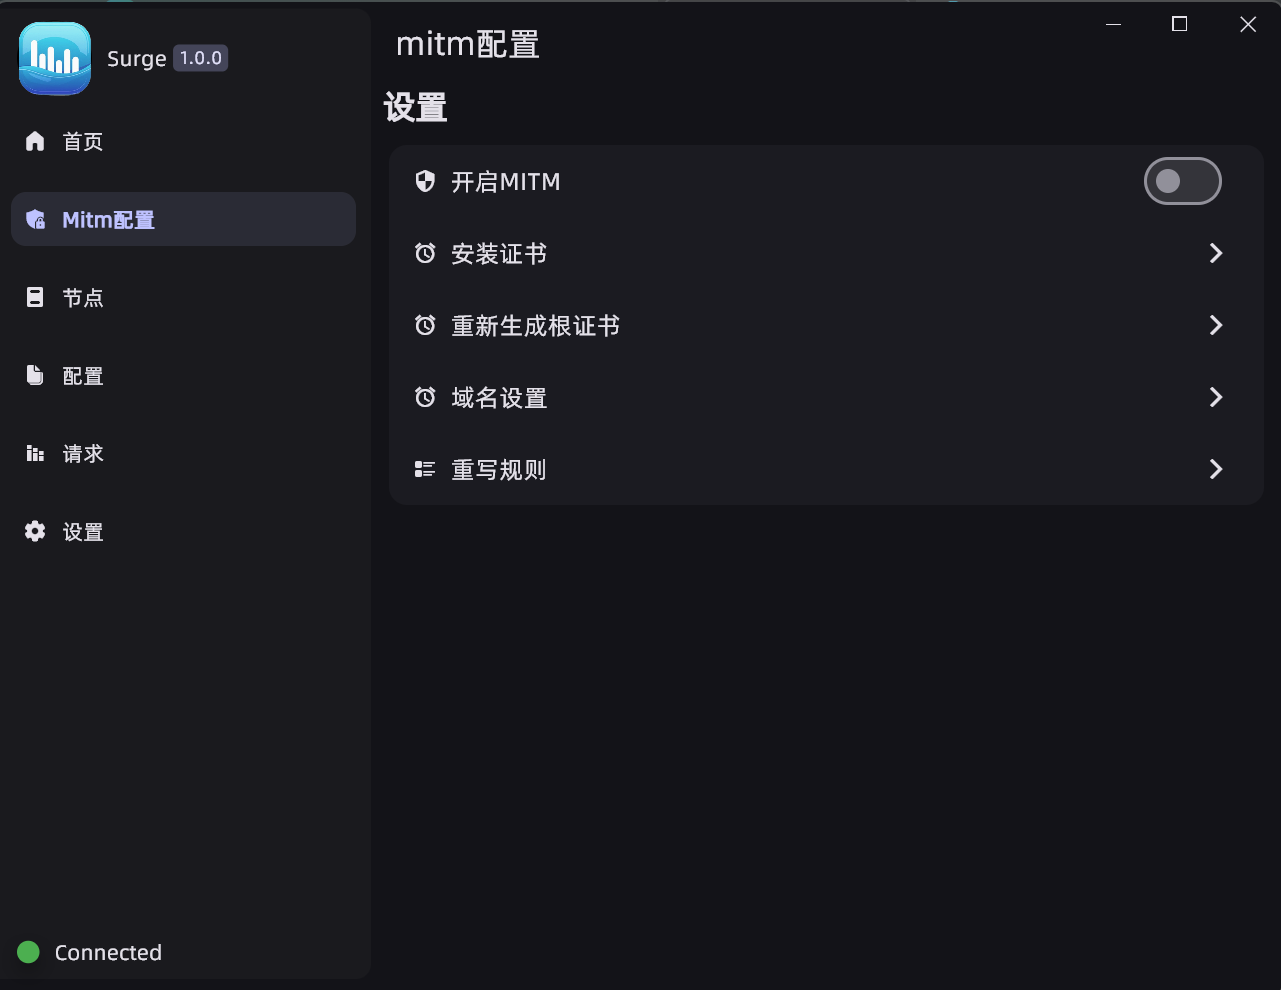 Surge 1.0.0
首页
Mitm配置
节点
配置
请求
设置
Connected
mitm配置
设置
开启MITM
安装证书
重新生成根证书
域名设置
重写规则